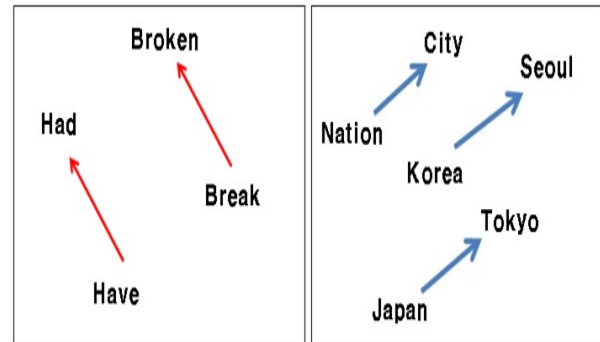 Broken
Had
Break
Have
City
Seoul
Nation
Korea
Tokyo
Japan